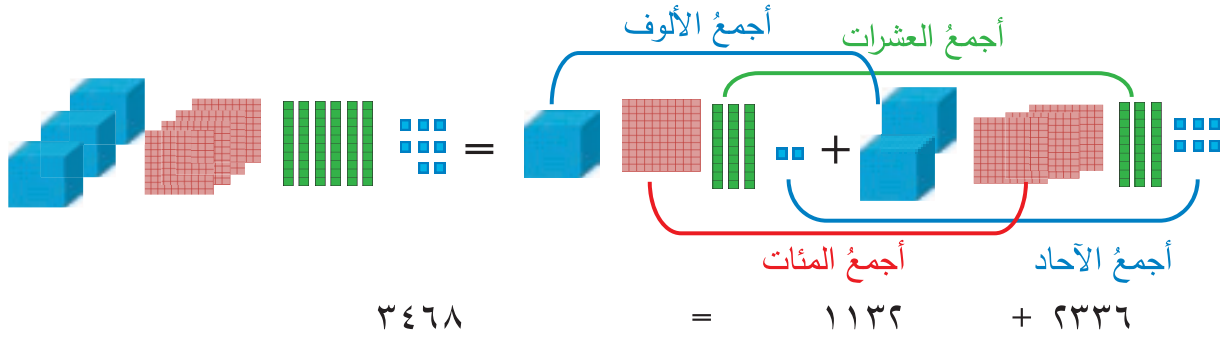 أجمعُ الألوف
أجمعُ العشرات
= +
أجمعُ الآحاد
أجمعُ المئات
٢٣٣٦ + ١١٣٢ = ٣٤٦٨